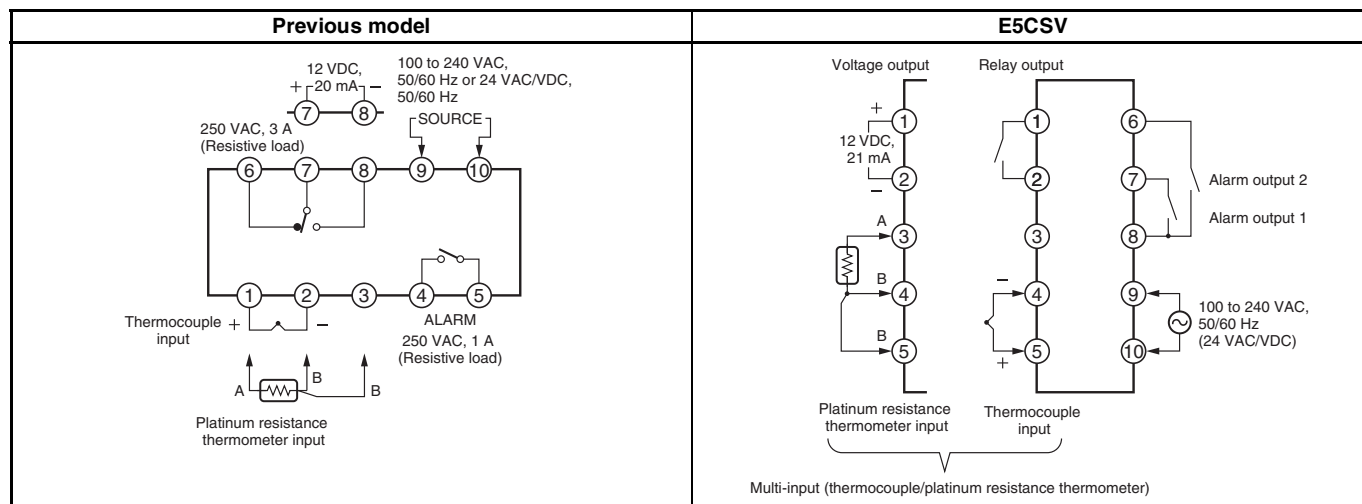 Previous model
E5CSV
12 VDC,
20 mA
+
−
7
8
100 to 240 VAC,
50/60 Hz or 24 VAC/VDC,
50/60 Hz
SOURCE
250 VAC, 3 A
(Resistive load)
6
7
8
9
10
1
2
3
4
5
Thermocouple
input
+
−
ALARM
250 VAC, 1 A
(Resistive load)
A
B
B
Platinum resistance
thermometer input
Voltage output
Relay output
+
1
12 VDC,
21 mA
2
−
A
3
B
4
B
5
1
2
3
−
4
+
5
6
7
8
9
10
Alarm output 2
Alarm output 1
100 to 240 VAC,
50/60 Hz
(24 VAC/VDC)
Platinum resistance
thermometer input
Thermocouple
input
Multi-input (thermocouple/platinum resistance thermometer)